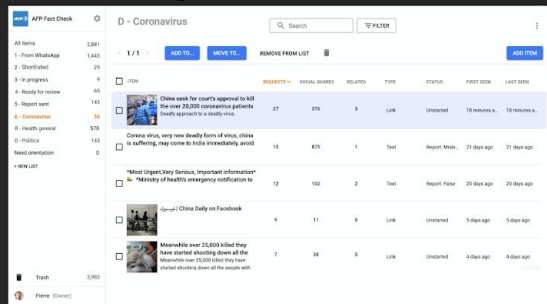 AFP Fact Check
All items 2,881
1 - From WhatsApp 1,643
2 - Shortlisted 29
3 - In progress 9
4 - Ready for review 65
5 - Report sent 143
A - Coronavirus 36
B - Health general 578
D - Politics 143
Need orientation 0
+ NEW LIST
Trash 2,983
Pierre (Owner)
D - Coronavirus
Search
FILTER
1 / 1
ADD TO...
MOVE TO...
REMOVE FROM LIST
ADD ITEM
ITEM REQUESTS SOCIAL SHARES RELATED TYPE STATUS FIRST SEEN LAST SEEN
China seek for court's approval to kill
the over 20,000 coronavirus patients
Deadly approach to a deadly virus.
27 376 3 Link Unstarted 18 minutes a... 18 minutes a...
Corona virus, very new deadly form of virus, china
is suffering, may come to India immediately, avoid
15 875 1 Text Report: Misle... 21 days ago 21 days ago
*Most Urgent,Very Serious, Important information*
*Ministry of health's emergency notification to
12 102 2 Text Report: False 20 days ago 20 days ago
| China Daily on Facebook
9 11 0 Link Unstarted 5 days ago 5 days ago
Meanwhile over 25,000 killed they
have started shooting down all the
Meanwhile over 25,000 killed they have
started shooting down all the people with
7 38 5 Link Unstarted 4 days ago 4 days ago